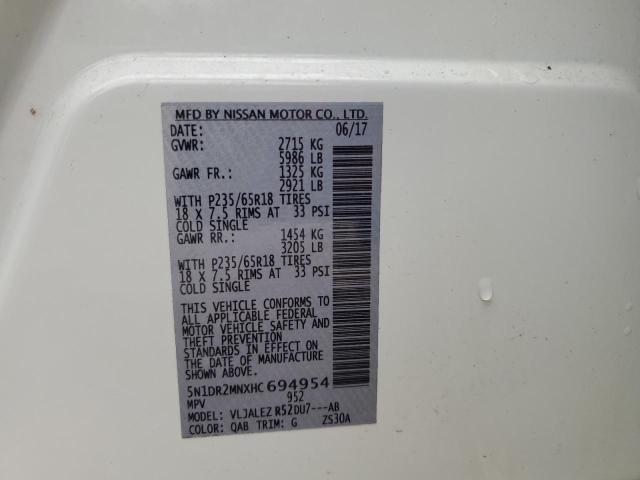 MFD BY NISSAN MOTOR CO., LTD.
DATE: 06/17
GVWR: 2715 KG
5986 LB
GAWR FR.: 1325 KG
2921 LB
WITH P235/65R18 TIRES
18 X 7.5 RIMS AT 33 PSI
COLD SINGLE
GAWR RR.: 1454 KG
3205 LB
WITH P235/65R18 TIRES
18 X 7.5 RIMS AT 33 PSI
COLD SINGLE
THIS VEHICLE CONFORMS TO
ALL APPLICABLE FEDERAL
MOTOR VEHICLE SAFETY AND
THEFT PREVENTION
STANDARDS IN EFFECT ON
THE DATE OF MANUFACTURE
SHOWN ABOVE.
5N1DR2MNXHC694954
MPV 952
MODEL: VLJALEZ R52DU7---AB
COLOR: QAB TRIM: G ZS30A